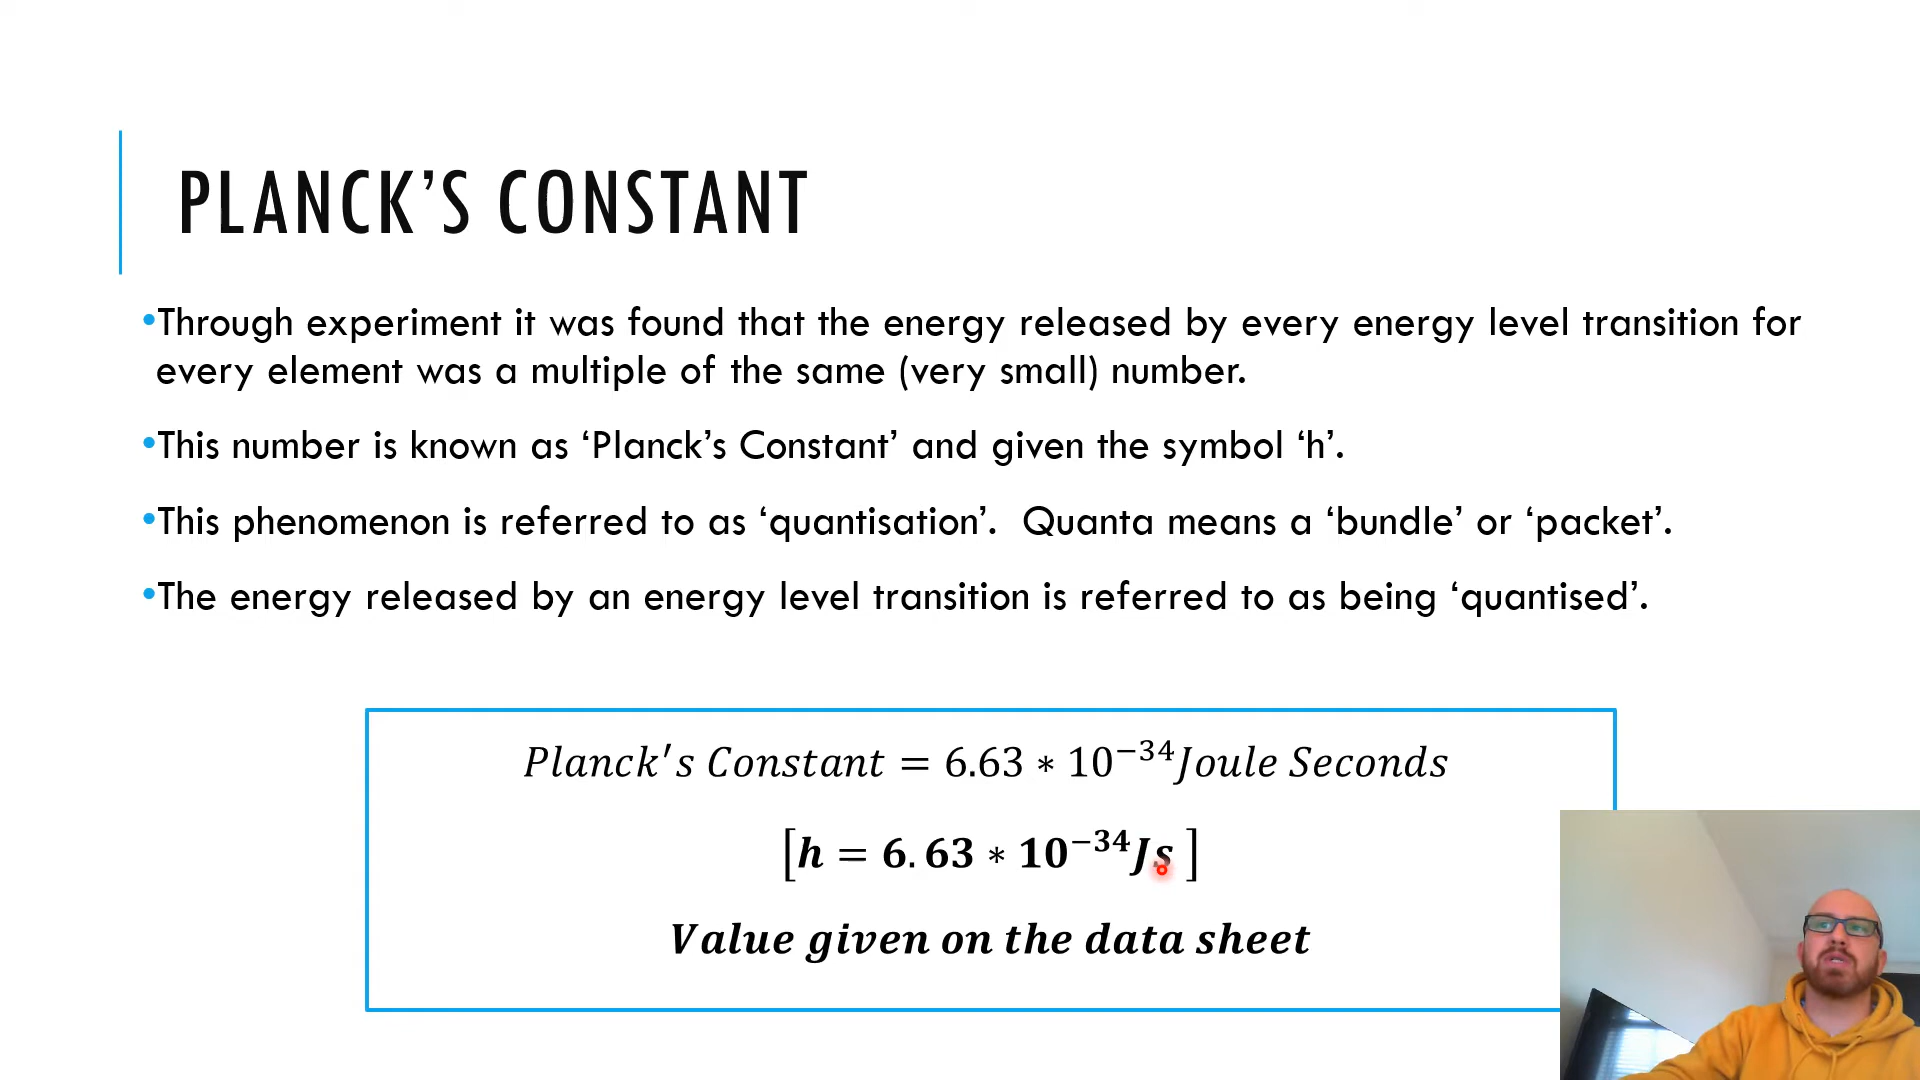 PLANCK’S CONSTANT
•Through experiment it was found that the energy released by every energy level transition for
every element was a multiple of the same (very small) number.
•This number is known as ‘Planck’s Constant’ and given the symbol ‘h’.
•This phenomenon is referred to as ‘quantisation’.  Quanta means a ‘bundle’ or ‘packet’.
•The energy released by an energy level transition is referred to as being ‘quantised’.
Planck′s Constant = 6.63 ∗ 10⁻³⁴Joule Seconds
[h = 6.63 ∗ 10⁻³⁴Js ]
Value given on the data sheet